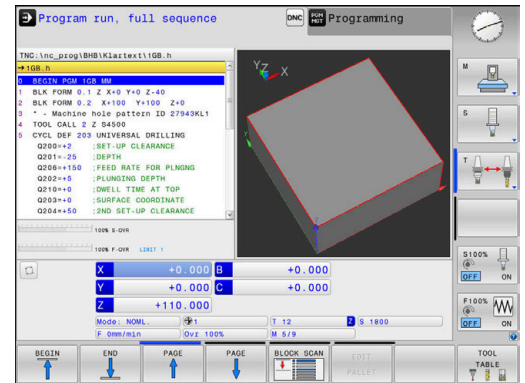 Program run, full sequence
DNC
PGM MGT
Programming
TNC:\nc_prog\BHB\Klartext\1GB.h
→1GB.h
0 BEGIN PGM 1GB MM
1 BLK FORM 0.1 Z X+0 Y+0 Z-40
2 BLK FORM 0.2 X+100 Y+100 Z+0
3 * - Machine hole pattern ID 27943KL1
4 TOOL CALL 2 Z S4500
5 CYCL DEF 203 UNIVERSAL DRILLING
Q200=+2 ;SET-UP CLEARANCE
Q201=-25 ;DEPTH
Q206=+150 ;FEED RATE FOR PLNGNG
Q202=+5 ;PLUNGING DEPTH
Q210=+0 ;DWELL TIME AT TOP
Q203=+0 ;SURFACE COORDINATE
Q204=+50 ;2ND SET-UP CLEARANCE
100% S-OVR
100% F-OVR LIMIT 1
Y Z X
X +0.000 B +0.000
Y +0.000 C +0.000
Z +110.000
Mode: NOML. 1 T 12 Z S 1800
F 0mm/min Ovr 100% M 5/9
M
S
T
S100%
OFF ON
F100%
OFF ON
BEGIN
END
PAGE
PAGE
BLOCK SCAN
EDIT PALLET
TOOL TABLE